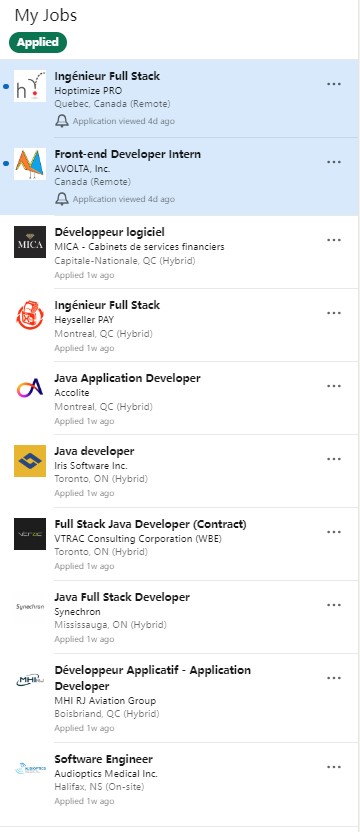 My Jobs
Applied
Ingénieur Full Stack
Hoptimize PRO
Quebec, Canada (Remote)
Application viewed 4d ago
Front-end Developer Intern
AVOLTA, Inc.
Canada (Remote)
Application viewed 4d ago
MICA
Développeur logiciel
MICA - Cabinets de services financiers
Capitale-Nationale, QC (Hybrid)
Applied 1w ago
Ingénieur Full Stack
Heyseller PAY
Montreal, QC (Hybrid)
Applied 1w ago
Java Application Developer
Accolite
Montreal, QC (Hybrid)
Applied 1w ago
Java developer
Iris Software Inc.
Toronto, ON (Hybrid)
Applied 1w ago
VTRAC
Full Stack Java Developer (Contract)
VTRAC Consulting Corporation (WBE)
Toronto, ON (Hybrid)
Applied 1w ago
Synechron
Java Full Stack Developer
Synechron
Mississauga, ON (Hybrid)
Applied 1w ago
MHI RJ
Développeur Applicatif - Application
Developer
MHI RJ Aviation Group
Boisbriand, QC (Hybrid)
Applied 1w ago
AUDIOPTICS
Software Engineer
Audioptics Medical Inc.
Halifax, NS (On-site)
Applied 1w ago